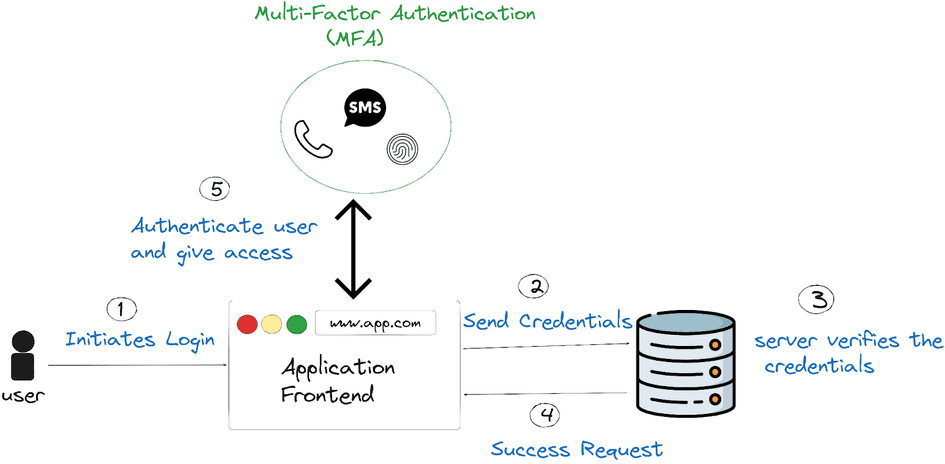 Multi-Factor Authentication
(MFA)
SMS
5
Authenticate user
and give access
1
Initiates Login
user
www.app.com
Application
Frontend
2
Send Credentials
3
server verifies the
credentials
4
Success Request